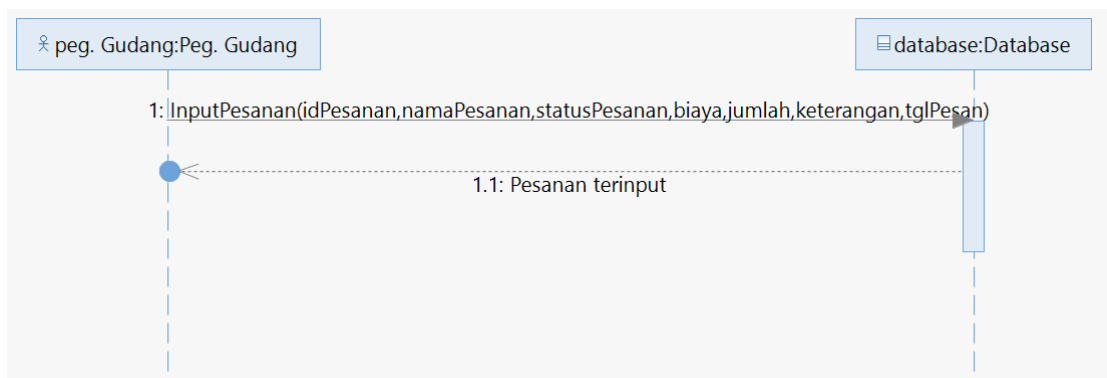 peg. Gudang:Peg. Gudang
database:Database
1: InputPesanan(idPesanan,namaPesanan,statusPesanan,biaya,jumlah,keterangan,tglPesan)
1.1: Pesanan terinput